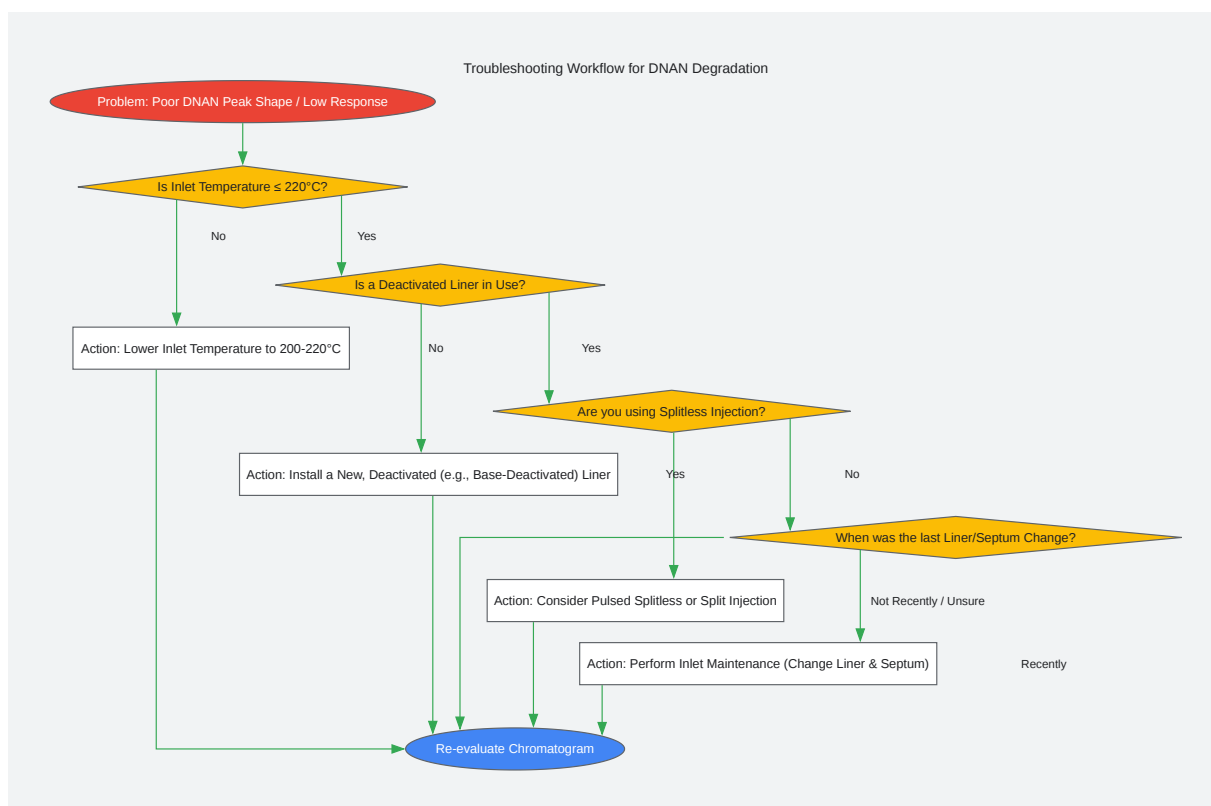 Troubleshooting Workflow for DNAN Degradation
Problem: Poor DNAN Peak Shape / Low Response
Is Inlet Temperature ≤ 220°C?
No
Yes
Is a Deactivated Liner in Use?
Action: Lower Inlet Temperature to 200-220°C
No
Yes
Are you using Splitless Injection?
Action: Install a New, Deactivated (e.g., Base-Deactivated) Liner
Yes
No
When was the last Liner/Septum Change?
Action: Consider Pulsed Splitless or Split Injection
Not Recently / Unsure
Action: Perform Inlet Maintenance (Change Liner & Septum)
Recently
Re-evaluate Chromatogram